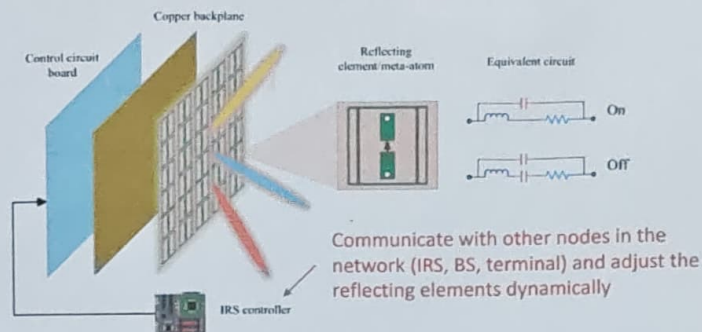 Copper backplane
Control circuit
board
Reflecting
element/meta-atom
Equivalent circuit
On
Off
Communicate with other nodes in the
network (IRS, BS, terminal) and adjust the
reflecting elements dynamically
IRS controller